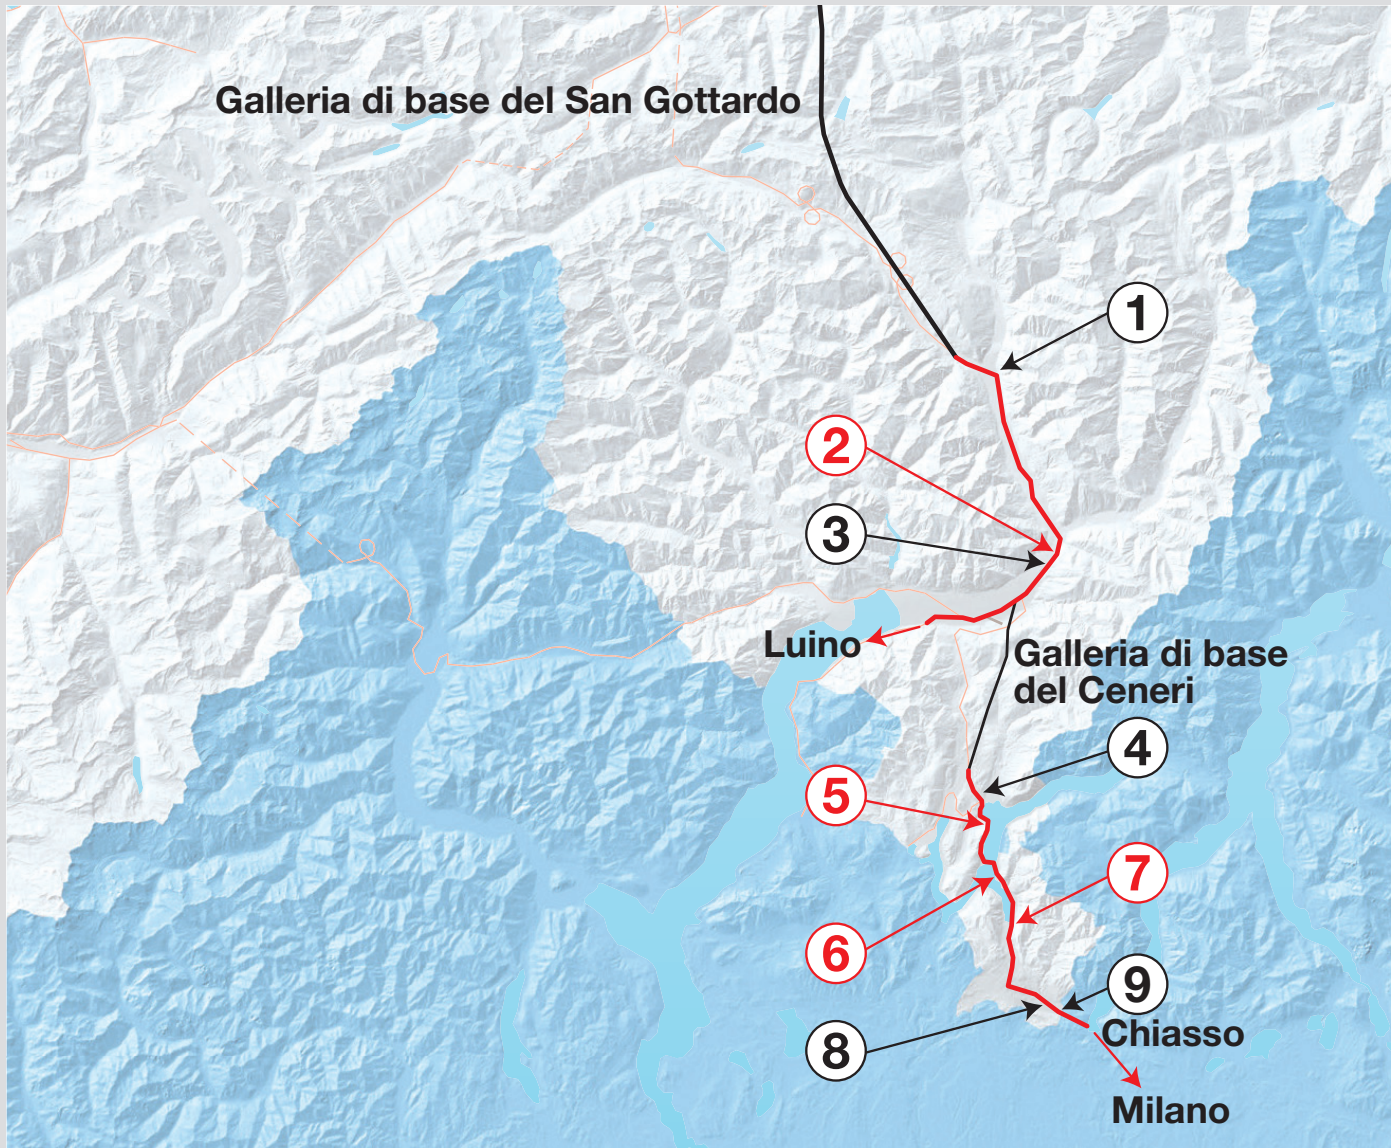 Galleria di base del San Gottardo
1
2
3
Luino
Galleria di base
del Ceneri
4
5
7
6
9
Chiasso
8
Milano